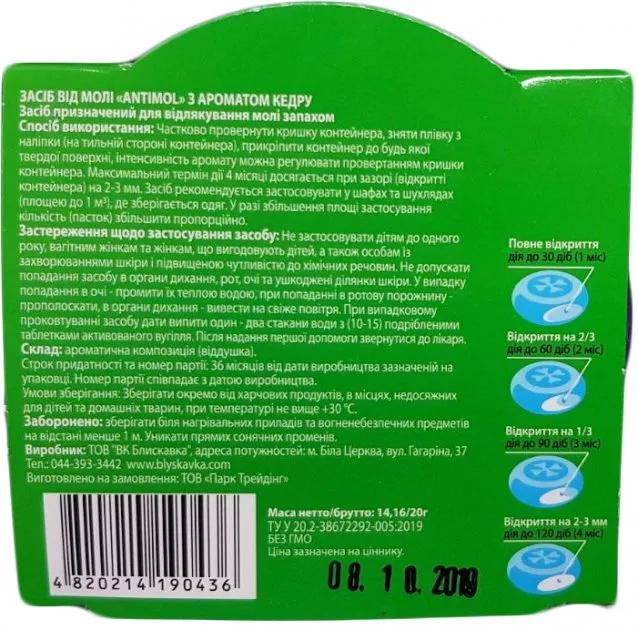 ЗАСІБ ВІД МОЛІ «ANTIMOL» З АРОМАТОМ КЕДРУ
Засіб призначений для відлякування молі запахом
Спосіб використання: Частково провернути кришку контейнера, зняти плівку з
наліпки (на тильній стороні контейнера), прикріпити контейнер до будь якої
твердої поверхні, інтенсивність аромату можна регулювати провертанням кришки
контейнера. Максимальний термін дії 4 місяці досягається при зазорі (відкритті
контейнера) на 2-3 мм. Засіб рекомендується застосовувати у шафах та шухлядах
(площею до 1 м³), де зберігається одяг. У разі збільшення площі застосування
кількість (пасток) збільшити пропорційно.
Застереження щодо застосування засобу: Не застосовувати дітям до одного
року, вагітним жінкам та жінкам, що вигодовують дітей, а також особам із
захворюваннями шкіри і підвищеною чутливістю до хімічних речовин. Не допускати
попадання засобу в органи дихання, рот, очі та ушкоджені ділянки шкіри. У випадку
попадання в очі - промити їх теплою водою, при попаданні в ротову порожнину -
прополоскати, в органи дихання - вивести на свіже повітря. При випадковому
проковтуванні засобу дати випити один - два стакани води з (10-15) подрібленими
таблетками активованого вугілля. Після надання першої допомоги звернутися до лікаря.
Склад: ароматична композиція (віддушка).
Строк придатності та номер партії: 36 місяців від дати виробництва зазначеній на
упаковці. Номер партії співпадає з датою виробництва.
Умови зберігання: Зберігати окремо від харчових продуктів, в місцях, недосяжних
для дітей та домашніх тварин, при температурі не вище +30 °С.
Заборонено: зберігати біля нагрівальних приладів та вогненебезпечних предметів
на відстані менше 1 м. Уникати прямих сонячних променів.
Виробник: ТОВ "ВК Блискавка", адреса потужностей: м. Біла Церква, вул. Гагаріна, 37
Тел.: 044-393-3442 www.blyskavka.com
Виготовлено на замовлення: ТОВ «Парк Трейдінг»
Маса нетто/брутто: 14,16/20г
ТУ У 20.2-38672292-005:2019
БЕЗ ГМО
Ціна зазначена на ціннику.
4 820214 190436
08.10.2019
Повне відкриття
дія до 30 діб (1 міс)
Відкриття на 2/3
дія до 60 діб (2 міс)
Відкриття на 1/3
дія до 90 діб (3 міс)
Відкриття на 2-3 мм
дія до 120 діб (4 міс)